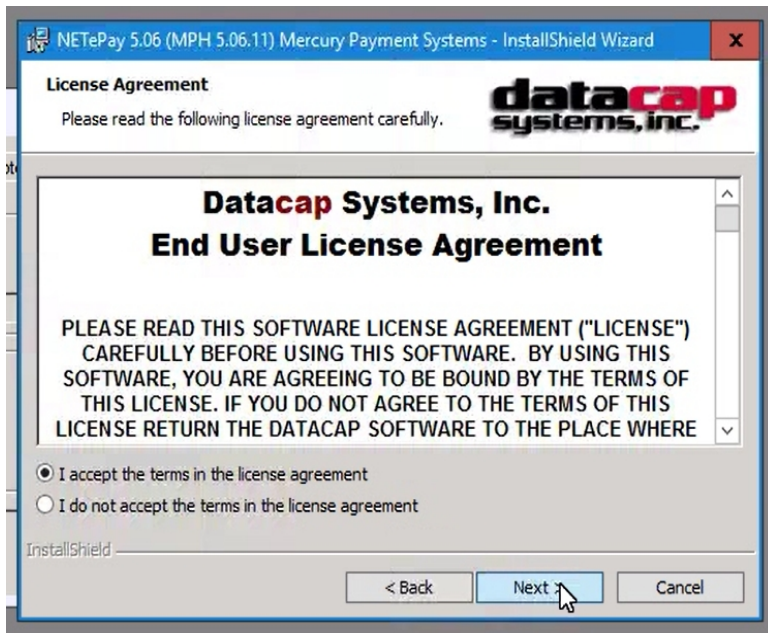 NETePay 5.06 (MPH 5.06.11) Mercury Payment Systems - InstallShield Wizard
License Agreement
Please read the following license agreement carefully.
datacap
systems, inc.
Datacap Systems, Inc.
End User License Agreement
PLEASE READ THIS SOFTWARE LICENSE AGREEMENT ("LICENSE")
CAREFULLY BEFORE USING THIS SOFTWARE.  BY USING THIS
SOFTWARE, YOU ARE AGREEING TO BE BOUND BY THE TERMS OF
THIS LICENSE. IF YOU DO NOT AGREE TO THE TERMS OF THIS
LICENSE RETURN THE DATACAP SOFTWARE TO THE PLACE WHERE
I accept the terms in the license agreement
I do not accept the terms in the license agreement
InstallShield
< Back
Next >
Cancel